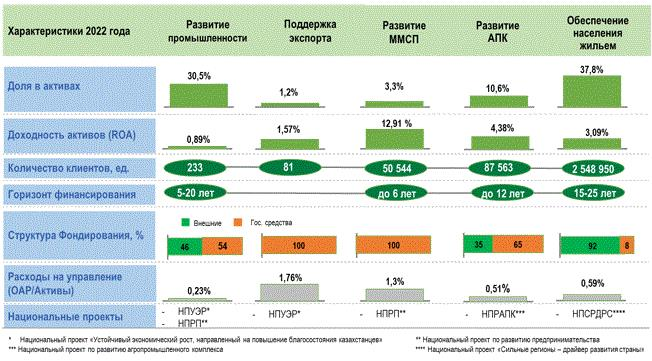 Характеристики 2022 года
Развитие промышленности
Поддержка экспорта
Развитие ММСП
Развитие АПК
Обеспечение населения жильем
Доля в активах
30,5%
1,2%
3,3%
10,6%
37,8%
Доходность активов (ROA)
0,89%
1,57%
12,91 %
4,38%
3,09%
Количество клиентов, ед.
233
81
50 544
87 563
2 548 950
Горизонт финансирования
5-20 лет
до 6 лет
до 12 лет
15-25 лет
Внешние
Гос. средства
Структура Фондирования, %
46
54
100
100
35
65
92
8
Расходы на управление (ОАР/Активы)
0,23%
1,76%
1,3%
0,51%
0,59%
Национальные проекты
- НПУЭР*
- НПРП**
- НПУЭР*
- НПРП**
- НПРАПК***
- НПСРДРС****
* Национальный проект «Устойчивый экономический рост, направленный на повышение благосостояния казахстанцев»
** Национальный проект по развитию предпринимательства
*** Национальный проект по развитию агропромышленного комплекса
**** Национальный проект «Сильные регионы – драйвер развития страны»